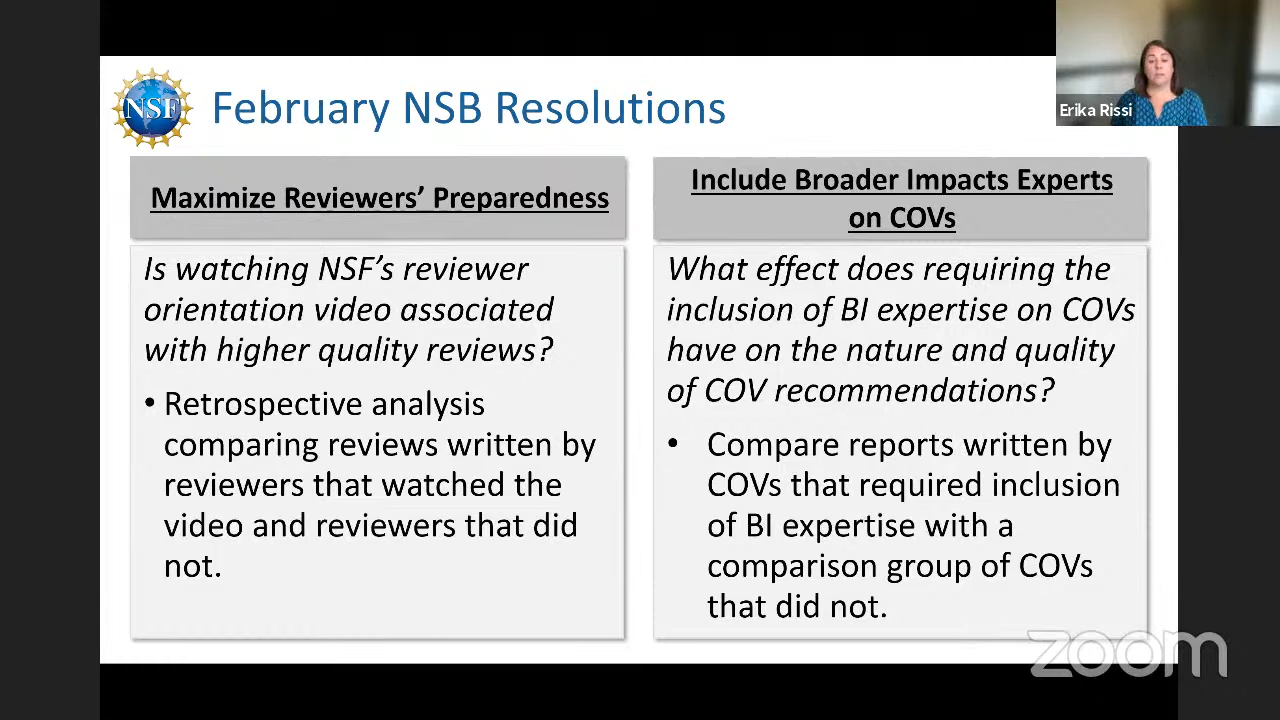 NSF
February NSB Resolutions
Erika Rissi
Maximize Reviewers’ Preparedness
Is watching NSF’s reviewer
orientation video associated
with higher quality reviews?
• Retrospective analysis
comparing reviews written by
reviewers that watched the
video and reviewers that did
not.
Include Broader Impacts Experts
on COVs
What effect does requiring the
inclusion of BI expertise on COVs
have on the nature and quality
of COV recommendations?
• Compare reports written by
COVs that required inclusion
of BI expertise with a
comparison group of COVs
that did not.
zoom